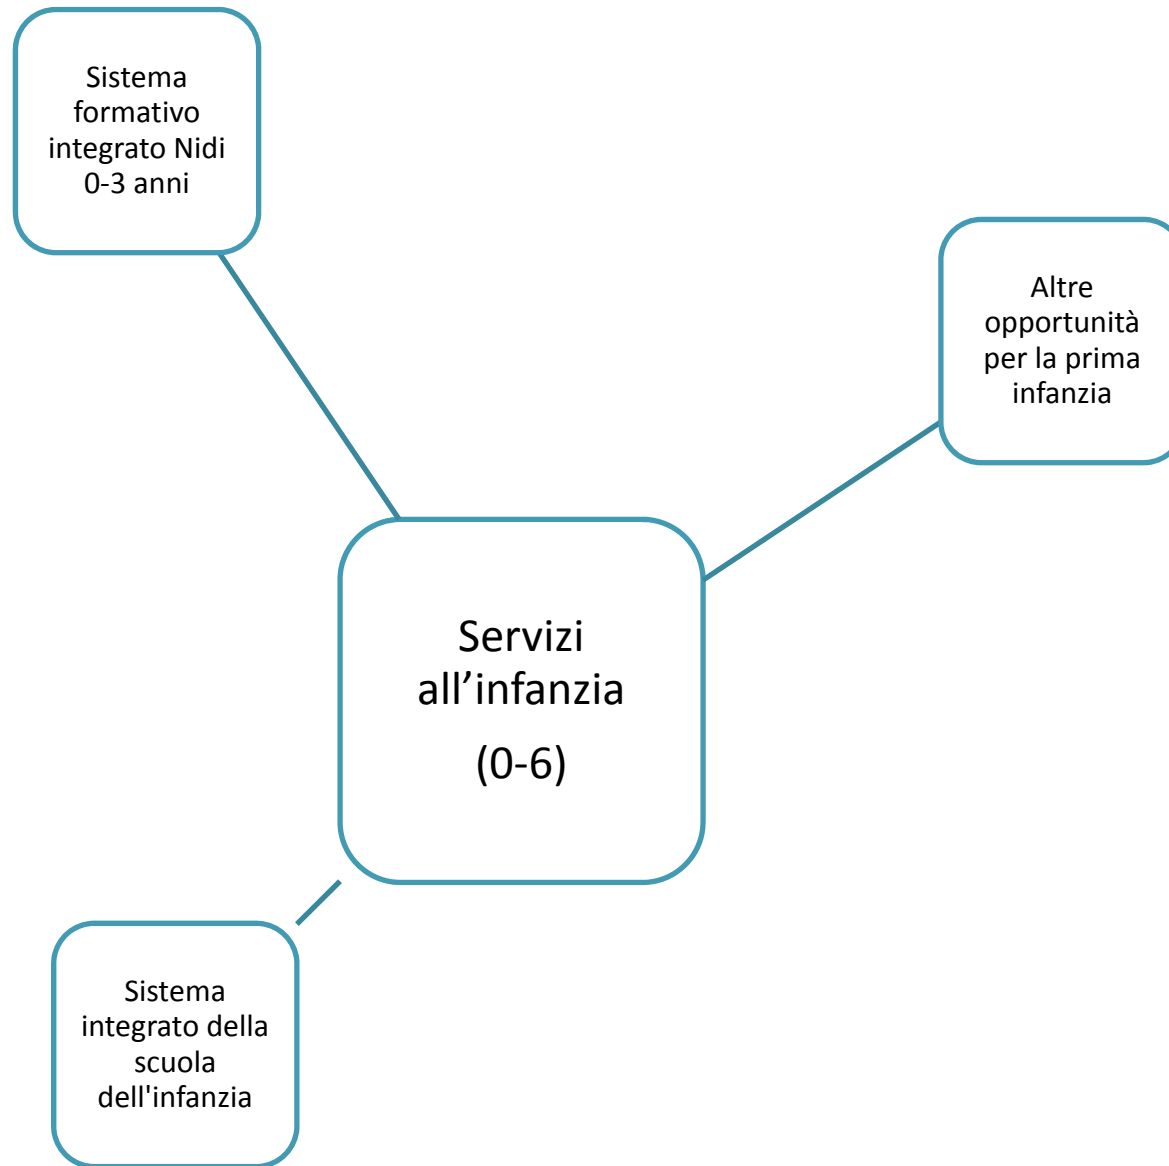 Sistema
formativo
integrato Nidi
0-3 anni
Altre
opportunità
per la prima
infanzia
Servizi
all’infanzia
(0-6)
Sistema
integrato della
scuola
dell'infanzia